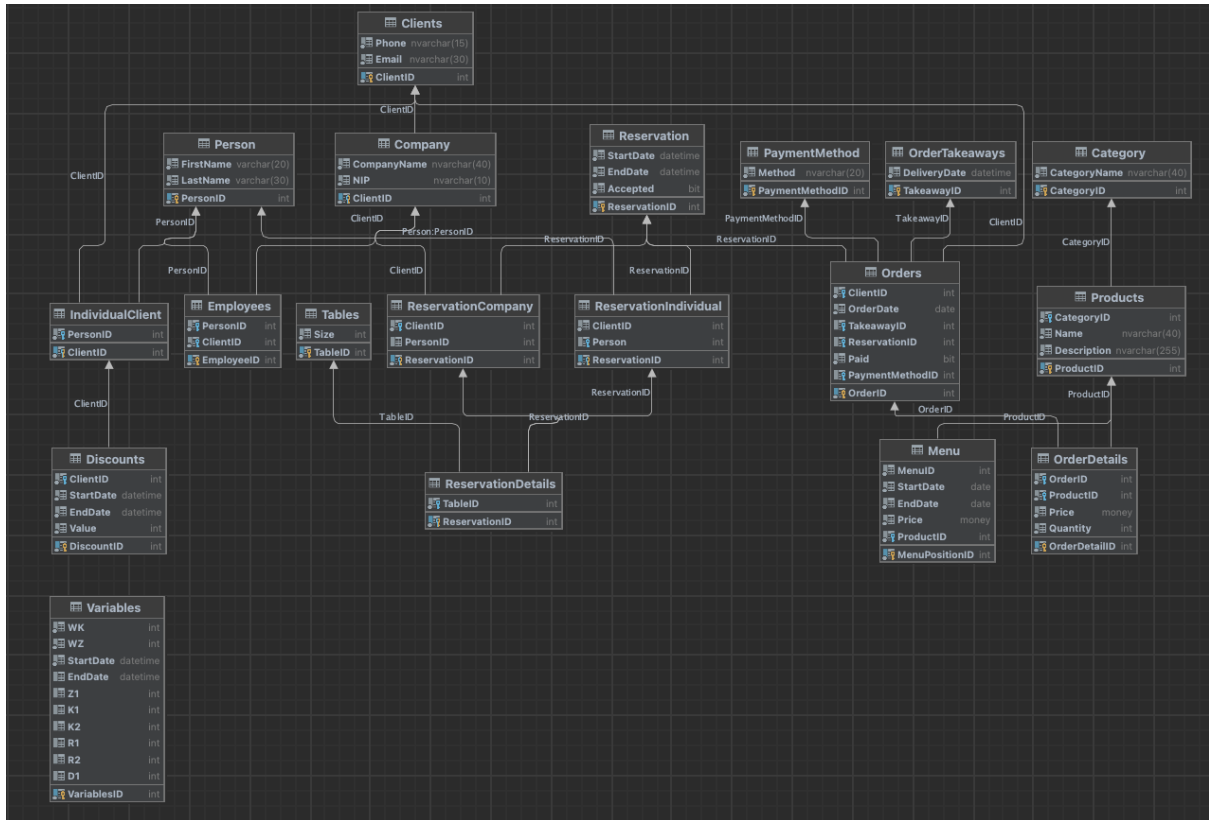 Clients
Phone nvarchar(15)
Email nvarchar(30)
ClientID int
ClientID
Person
FirstName varchar(20)
LastName varchar(30)
PersonID int
Company
CompanyName nvarchar(40)
NIP nvarchar(10)
ClientID int
Reservation
StartDate datetime
EndDate datetime
Accepted bit
ReservationID int
PaymentMethod
Method nvarchar(20)
PaymentMethodID int
OrderTakeaways
DeliveryDate datetime
TakeawayID int
Category
CategoryName nvarchar(40)
CategoryID int
ClientID
PersonID
ClientID
Person:PersonID
ReservationID
ReservationID
PaymentMethodID
TakeawayID
ClientID
CategoryID
PersonID
ClientID
ReservationID
IndividualClient
PersonID int
ClientID int
Employees
PersonID int
ClientID int
EmployeeID int
Tables
Size int
TableID int
ReservationCompany
ClientID int
PersonID int
ReservationID int
ReservationIndividual
ClientID int
Person int
ReservationID int
Orders
ClientID int
OrderDate date
TakeawayID int
ReservationID int
Paid bit
PaymentMethodID int
OrderID int
Products
CategoryID int
Name nvarchar(40)
Description nvarchar(255)
ProductID int
ClientID
TableID
ReservationID
ReservationID
OrderID
ProductID
ProductID
Discounts
ClientID int
StartDate datetime
EndDate datetime
Value int
DiscountID int
ReservationDetails
TableID int
ReservationID int
Menu
MenuID int
StartDate date
EndDate date
Price money
ProductID int
MenuPositionID int
OrderDetails
OrderID int
ProductID int
Price money
Quantity int
OrderDetailID int
Variables
WK int
WZ int
StartDate datetime
EndDate datetime
Z1 int
K1 int
K2 int
R1 int
R2 int
D1 int
VariablesID int